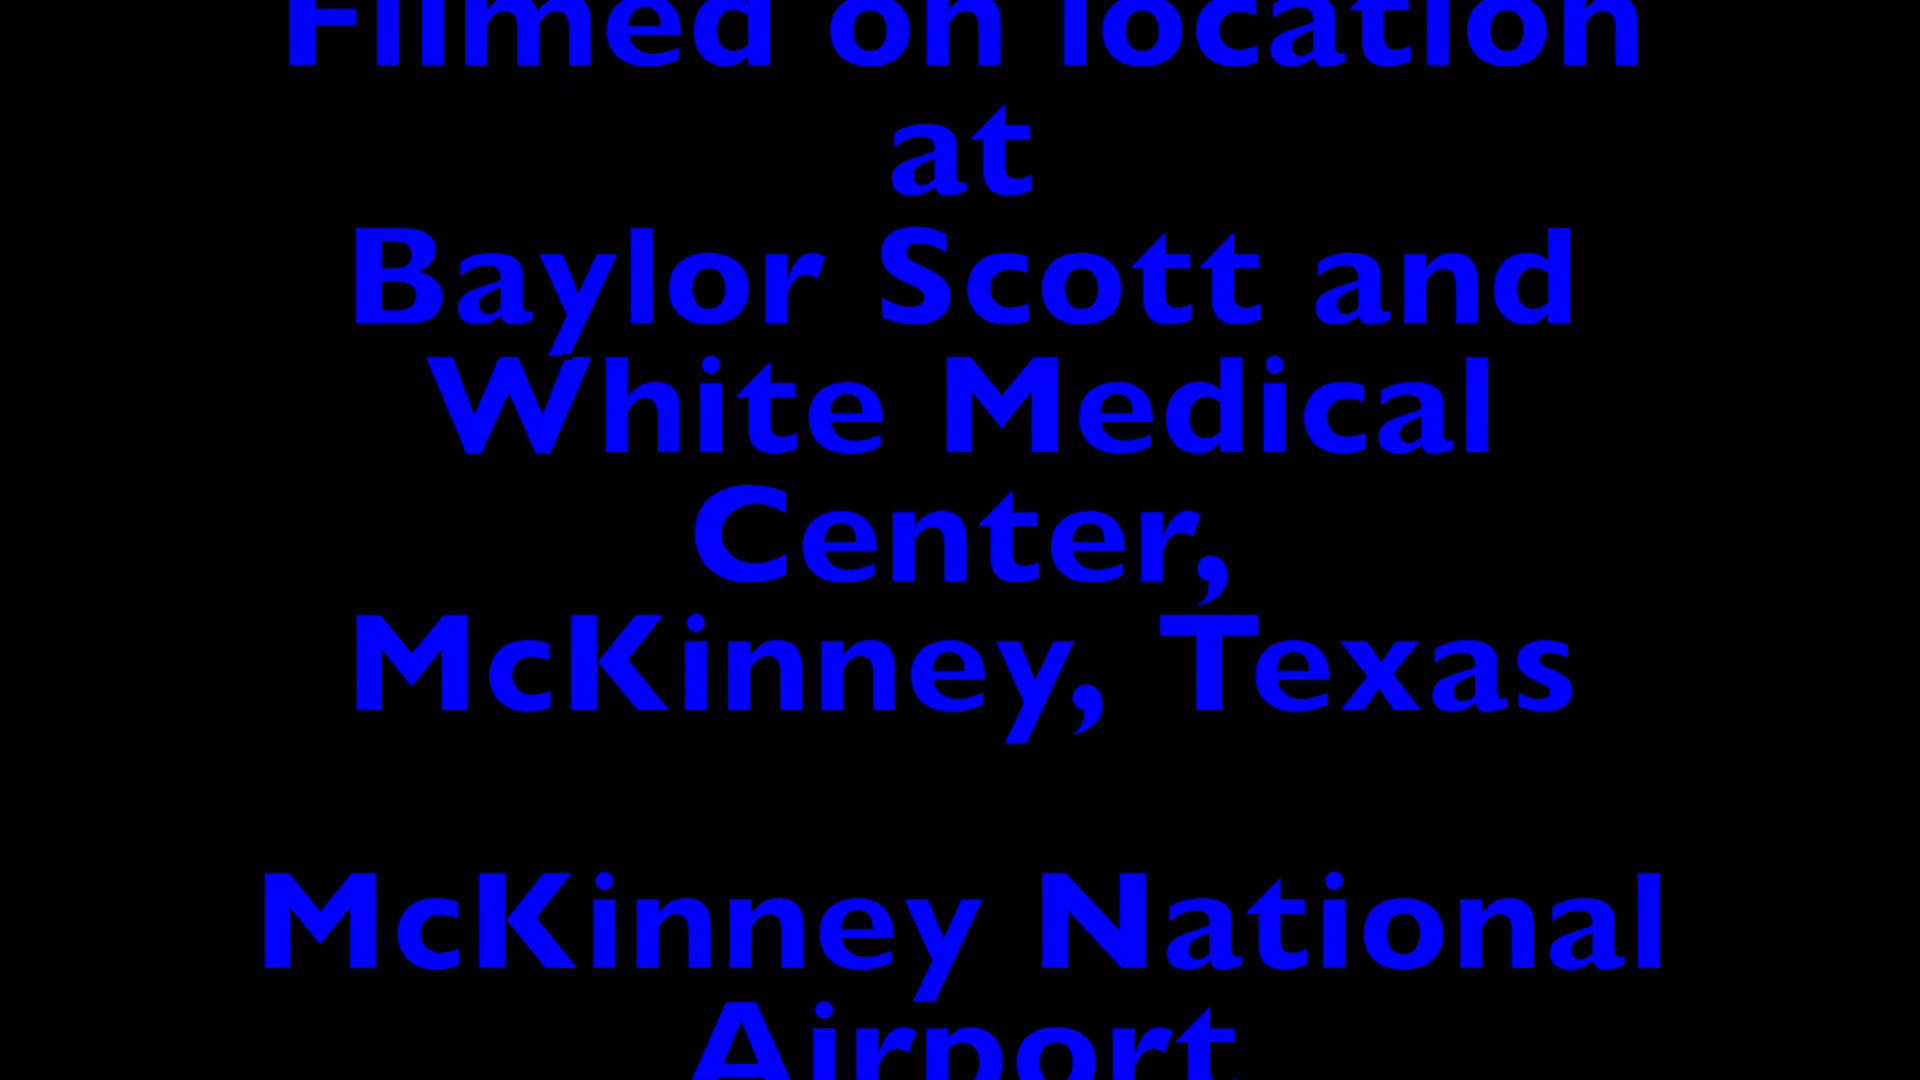 Filmed on location
at
Baylor Scott and
White Medical
Center,
McKinney, Texas
McKinney National
Airport